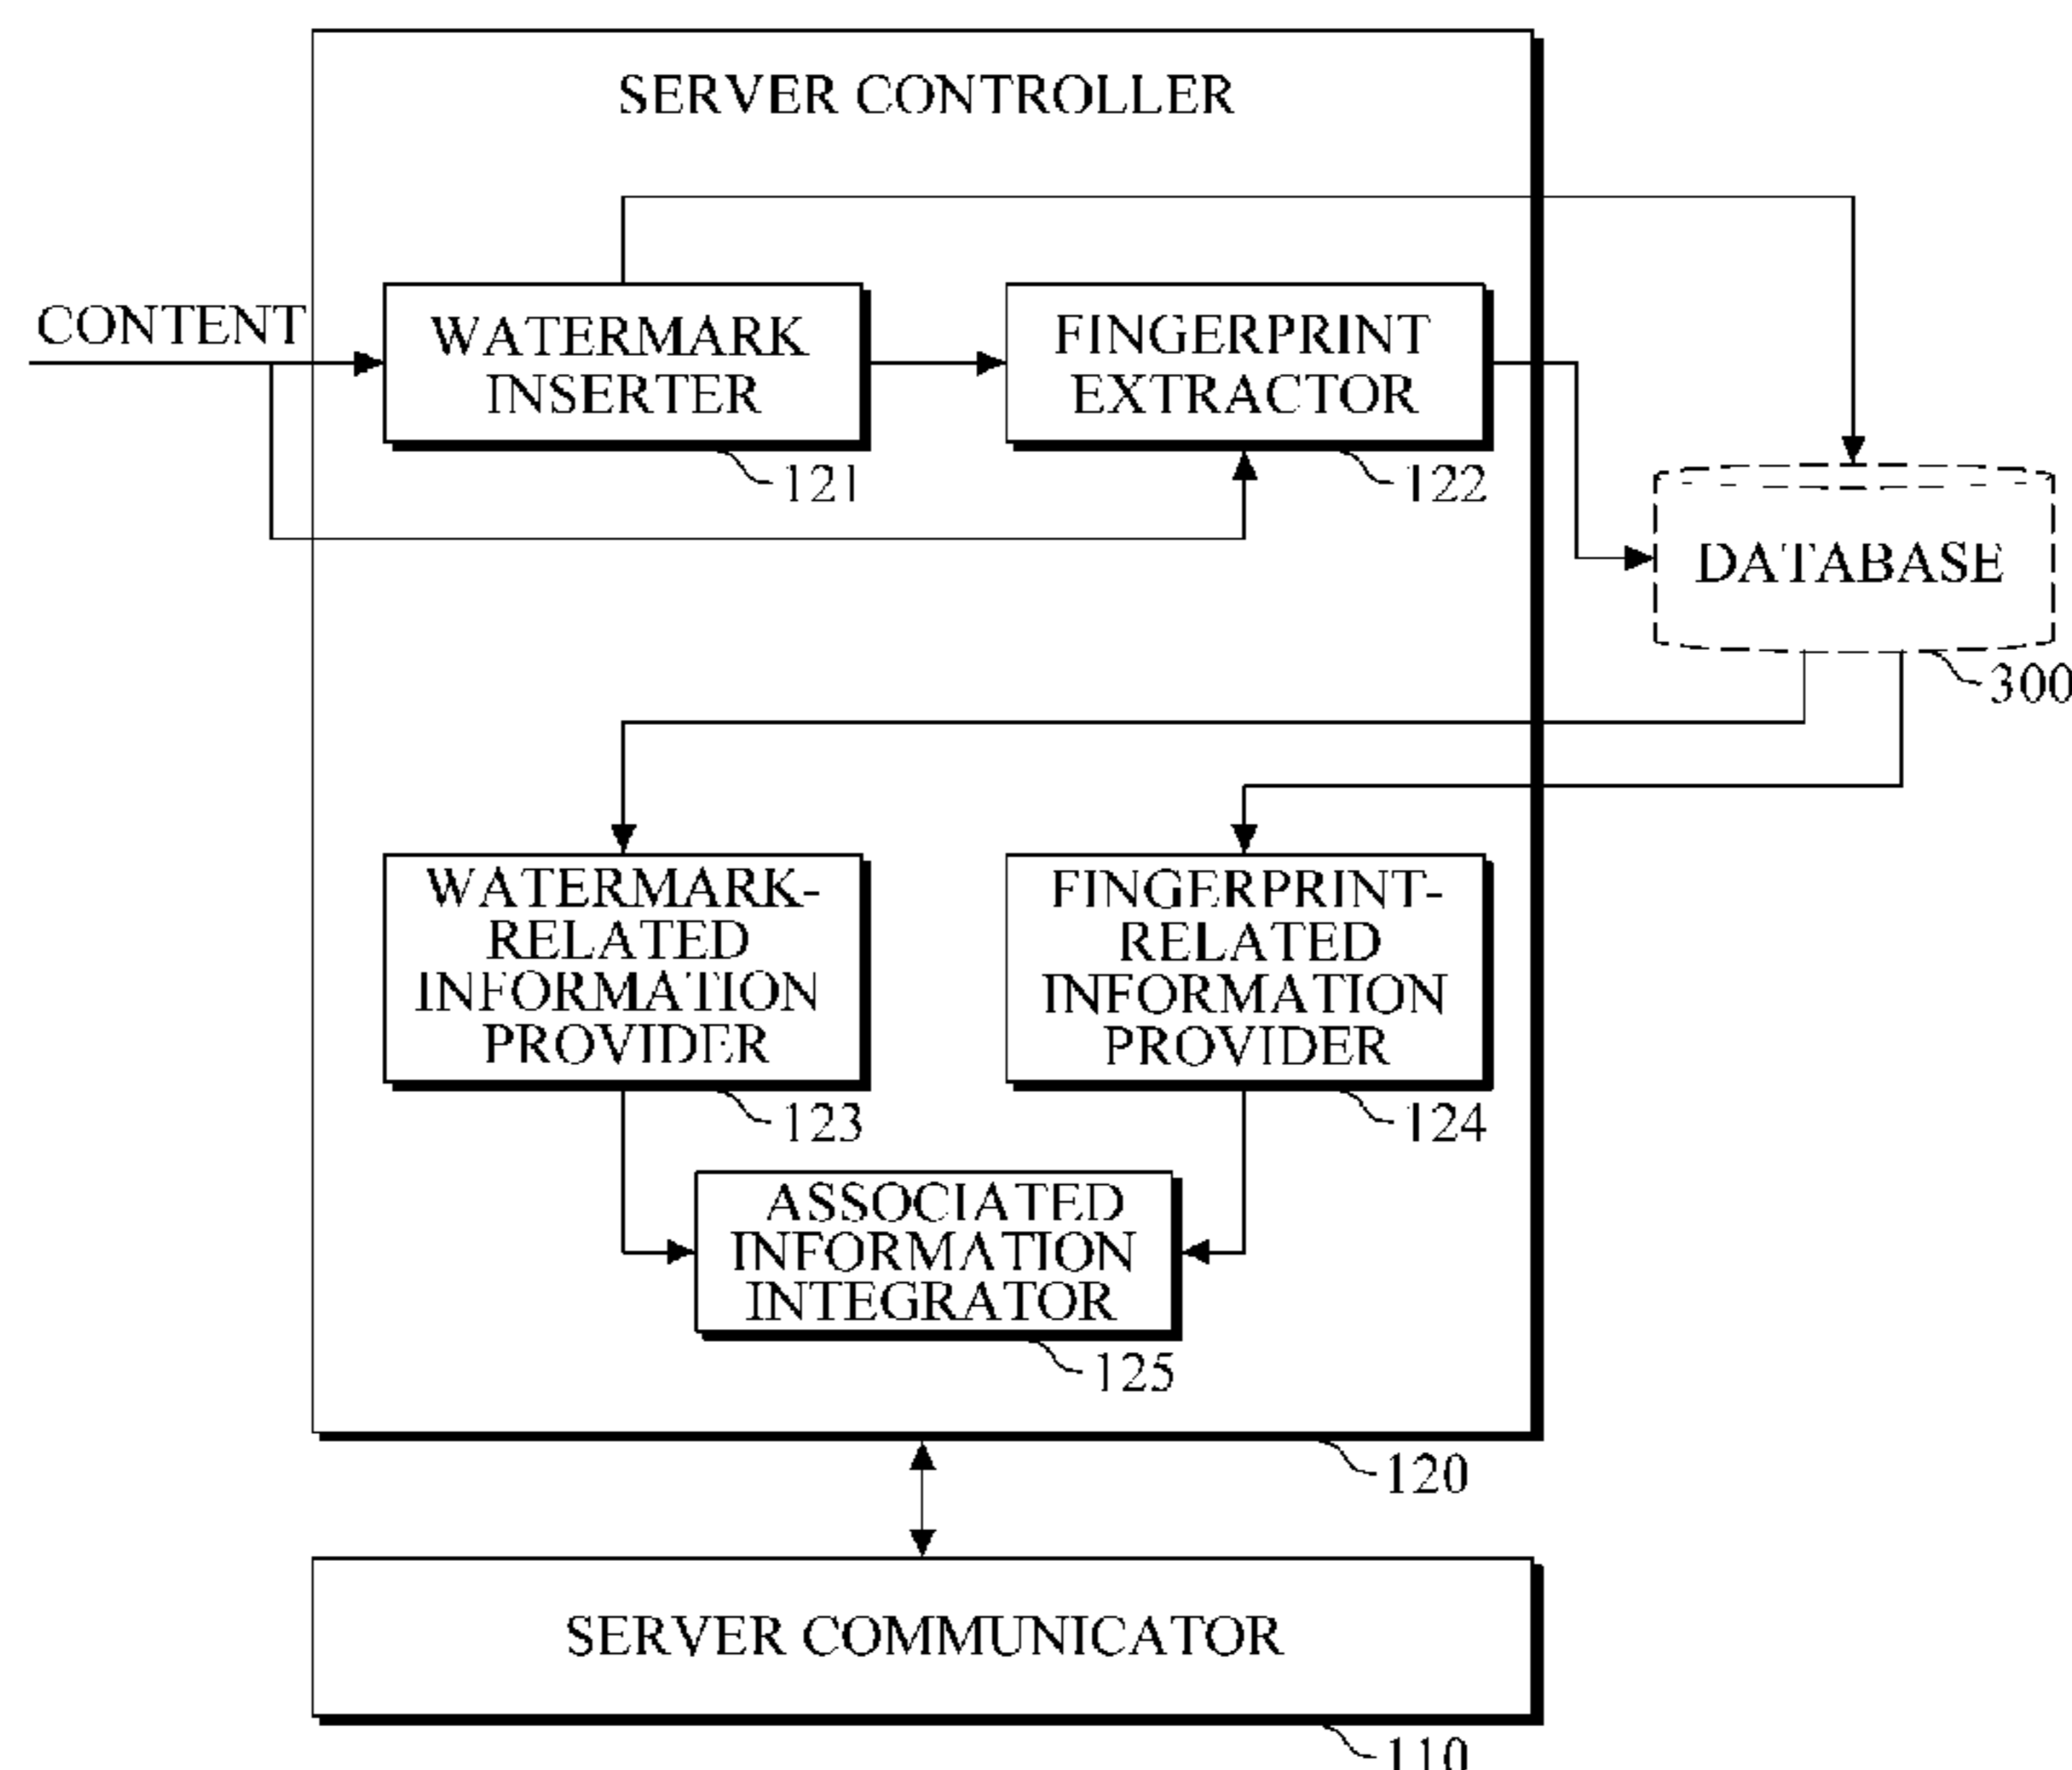 SERVER CONTROLLER
CONTENT
WATERMARK
INSERTER
121
FINGERPRINT
EXTRACTOR
122
DATABASE
300
WATERMARK-
RELATED
INFORMATION
PROVIDER
123
FINGERPRINT-
RELATED
INFORMATION
PROVIDER
124
ASSOCIATED
INFORMATION
INTEGRATOR
125
120
SERVER COMMUNICATOR
110